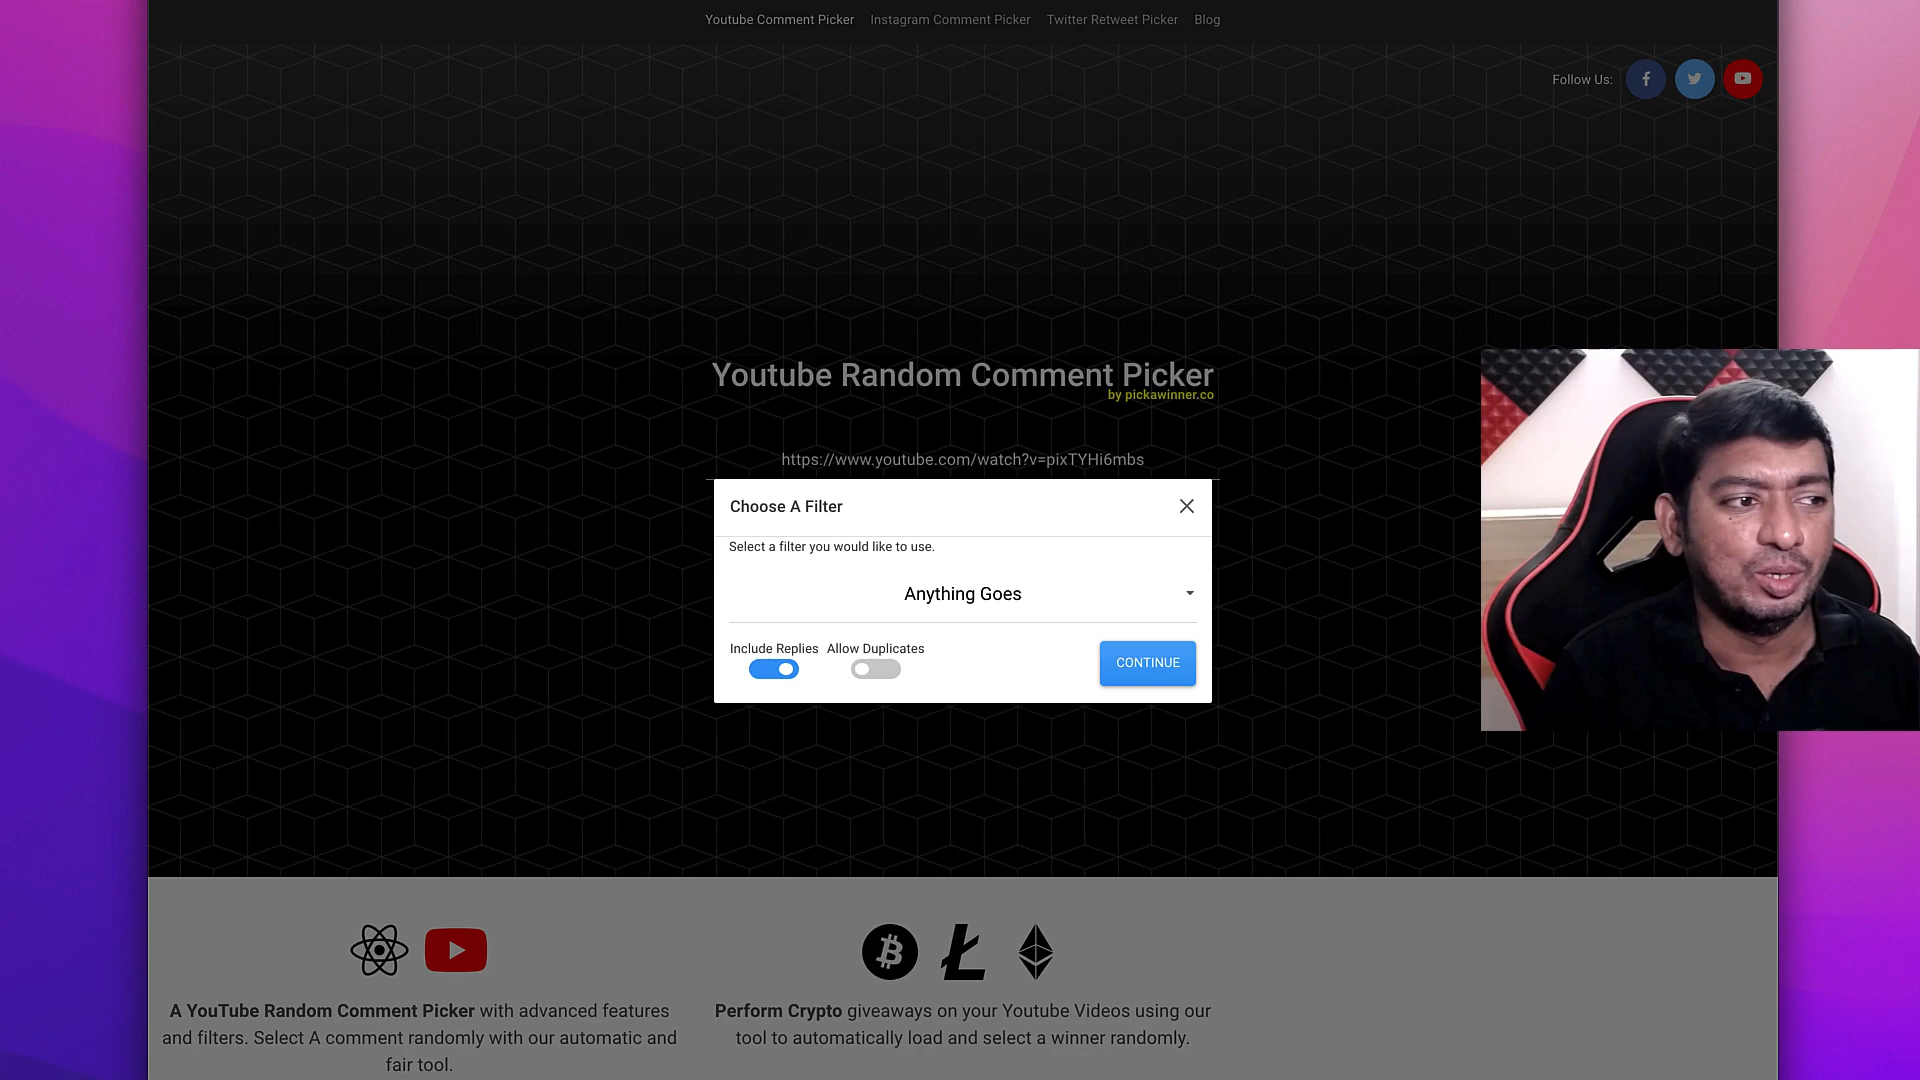 Youtube Comment Picker Instagram Comment Picker Twitter Retweet Picker Blog
Follow Us:
Youtube Random Comment Picker
by pickawinner.co
https://www.youtube.com/watch?v=pixTYHi6mbs
Choose A Filter
Select a filter you would like to use.
Anything Goes
Include Replies Allow Duplicates
CONTINUE
A YouTube Random Comment Picker with advanced features
and filters. Select A comment randomly with our automatic and
fair tool.
Perform Crypto giveaways on your Youtube Videos using our
tool to automatically load and select a winner randomly.